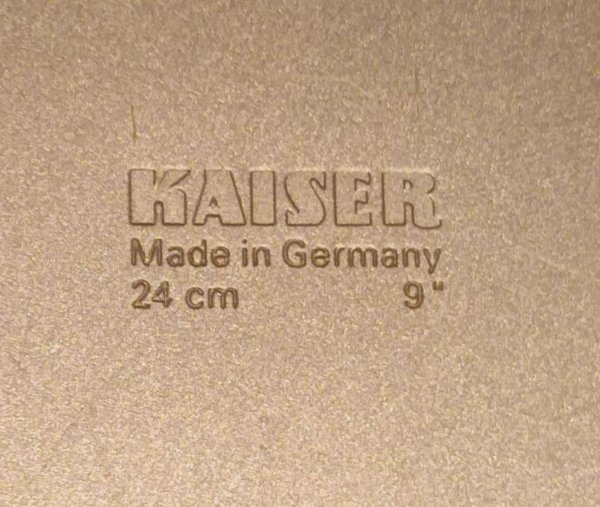 KAISER
Made in Germany
24 cm 9"